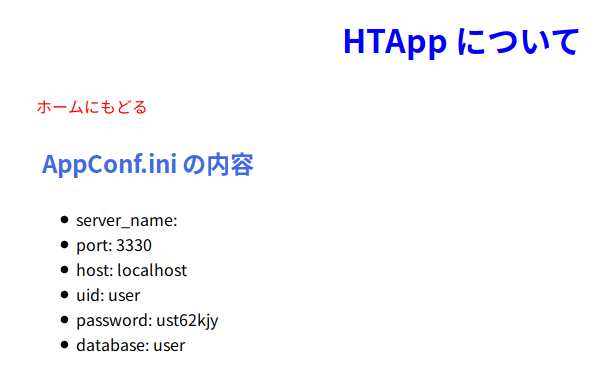 HTApp について
ホームにもどる
AppConf.ini の内容
server_name:
port: 3330
host: localhost
uid: user
password: ust62kjy
database: user